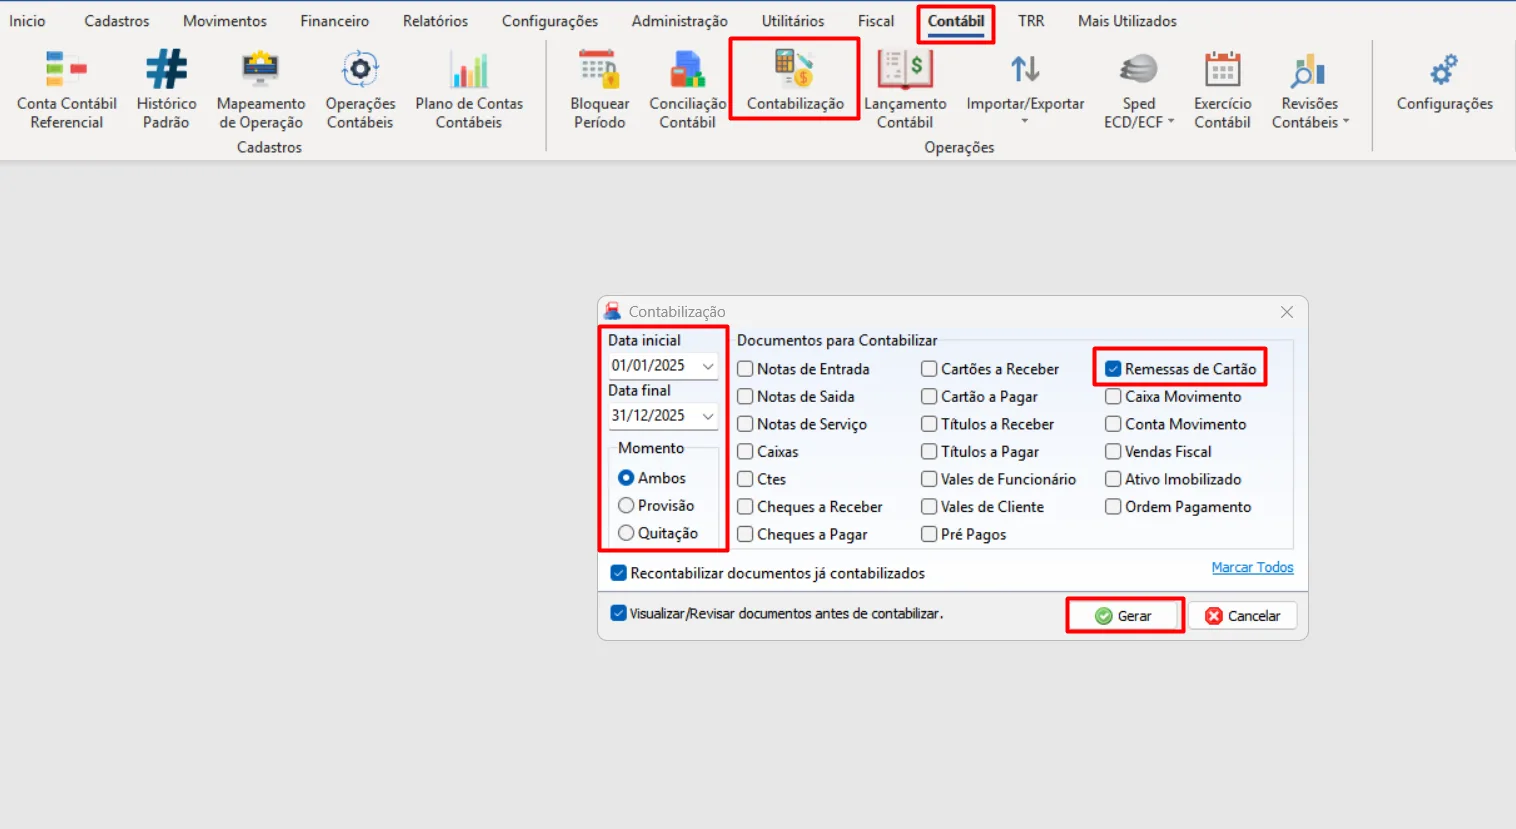 Inicio Cadastros Movimentos Financeiro Relatórios Configurações Administração Utilitários Fiscal Contábil TRR Mais Utilizados
Conta Contábil Referencial
Histórico Padrão
Mapeamento de Operação
Operações Contábeis
Plano de Contas Contábeis
Cadastros
Bloquear Período
Conciliação Contábil
Contabilização
Lançamento Contábil
Importar/Exportar
Sped ECD/ECF
Exercício Contábil
Revisões Contábeis
Operações
Configurações
Contabilização
Data inicial
01/01/2025
Data final
31/12/2025
Momento
Ambos
Provisão
Quitação
Documentos para Contabilizar
Notas de Entrada
Notas de Saida
Notas de Serviço
Caixas
Ctes
Cheques a Receber
Cheques a Pagar
Cartões a Receber
Cartão a Pagar
Títulos a Receber
Títulos a Pagar
Vales de Funcionário
Vales de Cliente
Pré Pagos
Remessas de Cartão
Caixa Movimento
Conta Movimento
Vendas Fiscal
Ativo Imobilizado
Ordem Pagamento
Recontabilizar documentos já contabilizados
Marcar Todos
Visualizar/Revisar documentos antes de contabilizar.
Gerar
Cancelar